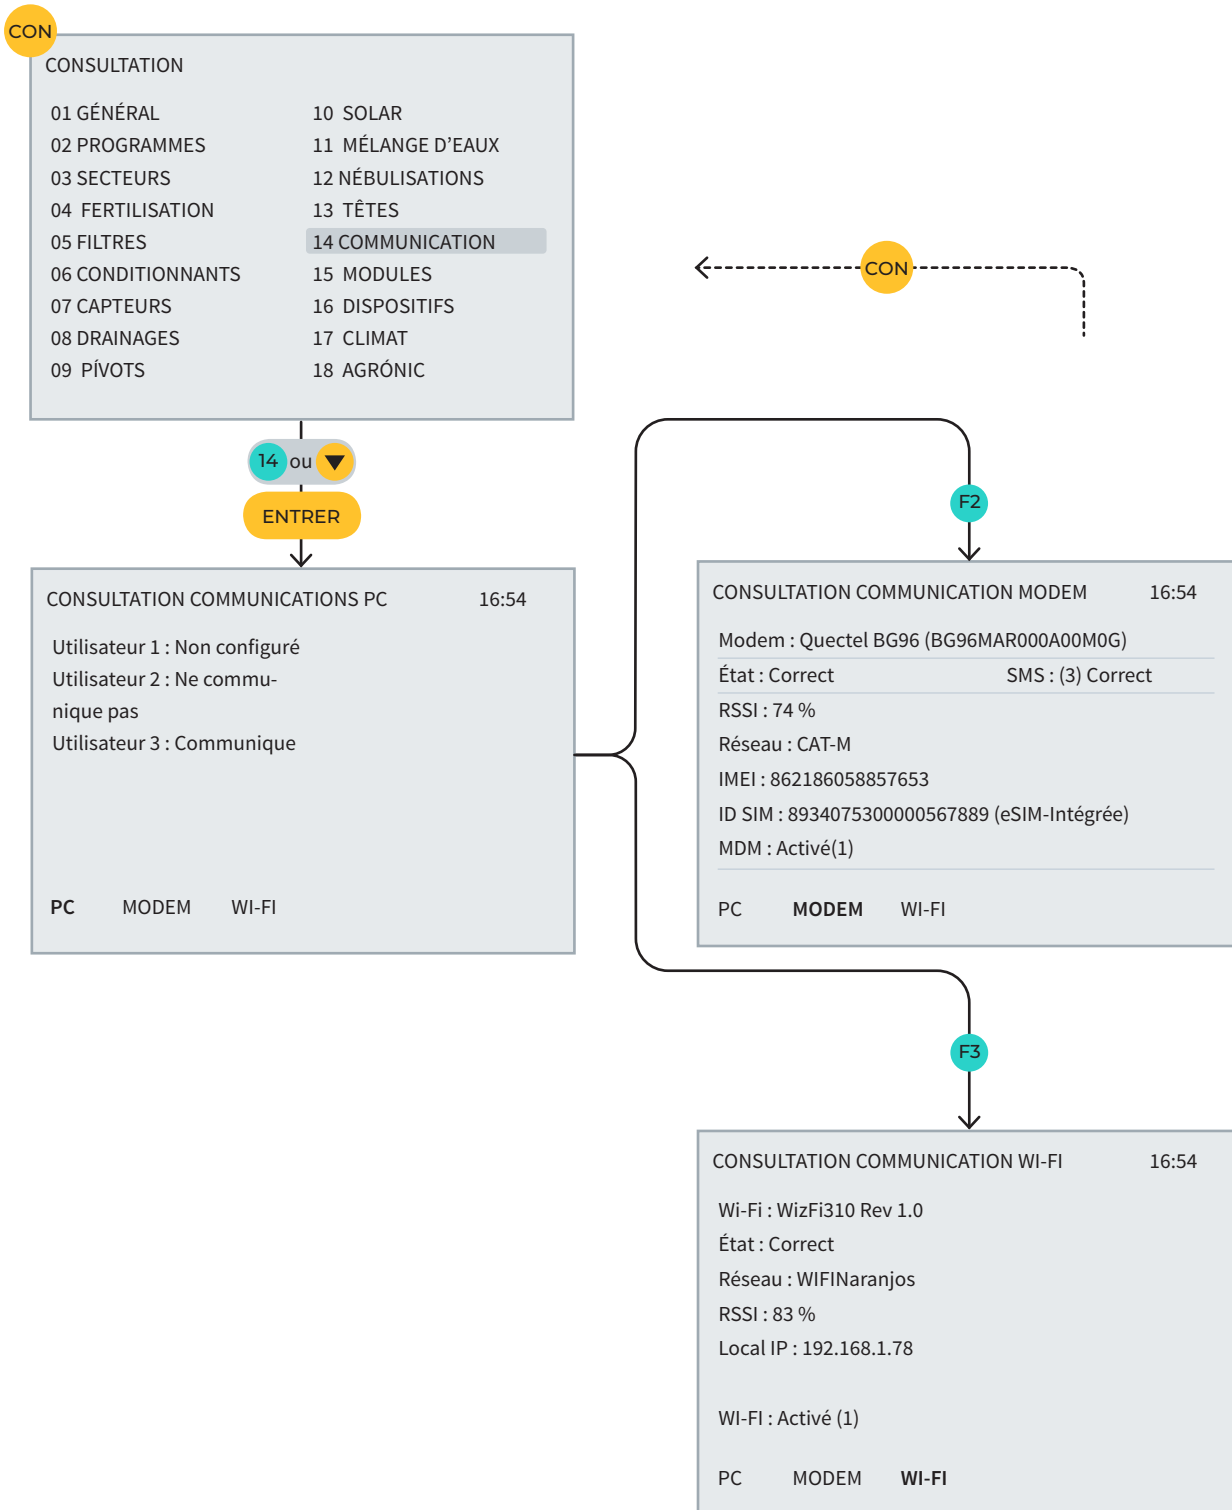 CON
CONSULTATION
01 GÉNÉRAL
02 PROGRAMMES
03 SECTEURS
04 FERTILISATION
05 FILTRES
06 CONDITIONNANTS
07 CAPTEURS
08 DRAINAGES
09 PÍVOTS
10 SOLAR
11 MÉLANGE D’EAUX
12 NÉBULISATIONS
13 TÊTES
14 COMMUNICATION
15 MODULES
16 DISPOSITIFS
17 CLIMAT
18 AGRÓNIC
CON
14 ou
ENTRER
CONSULTATION COMMUNICATIONS PC 16:54
Utilisateur 1 : Non configuré
Utilisateur 2 : Ne commu-
nique pas
Utilisateur 3 : Communique
PC MODEM WI-FI
F2
CONSULTATION COMMUNICATION MODEM 16:54
Modem : Quectel BG96 (BG96MAR000A00M0G)
État : Correct SMS : (3) Correct
RSSI : 74 %
Réseau : CAT-M
IMEI : 862186058857653
ID SIM : 8934075300000567889 (eSIM-Intégrée)
MDM : Activé(1)
PC MODEM WI-FI
F3
CONSULTATION COMMUNICATION WI-FI 16:54
Wi-Fi : WizFi310 Rev 1.0
État : Correct
Réseau : WIFINaranjos
RSSI : 83 %
Local IP : 192.168.1.78
WI-FI : Activé (1)
PC MODEM WI-FI